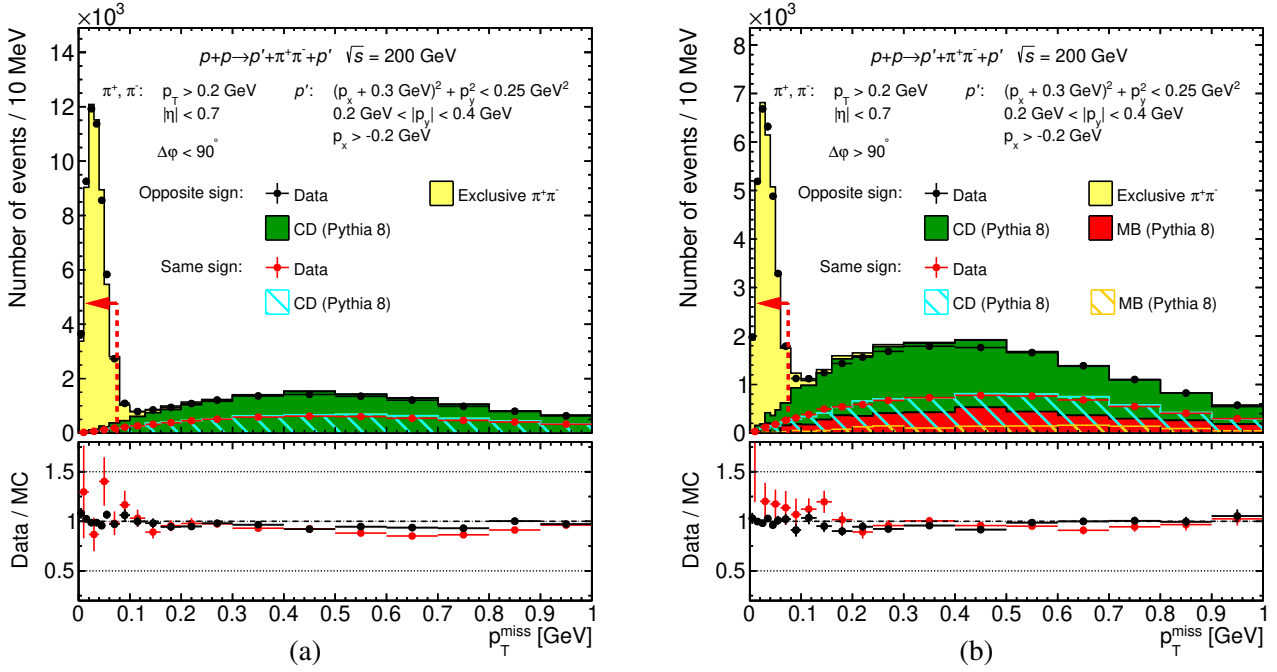 ×10³
Number of events / 10 MeV
14
12
10
8
6
4
2
0
p+p→p′+π⁺π⁻+p′ √s = 200 GeV
π⁺, π⁻: p_T > 0.2 GeV p′: (p_x + 0.3 GeV)² + p_y² < 0.25 GeV²
|η| < 0.7 0.2 GeV < |p_y| < 0.4 GeV
p_x > -0.2 GeV
Δφ < 90°
Opposite sign: Data Exclusive π⁺π⁻
CD (Pythia 8)
Same sign: Data
CD (Pythia 8)
Data / MC
1.5
1
0.5
0 0.1 0.2 0.3 0.4 0.5 0.6 0.7 0.8 0.9 1
p_T^miss [GeV]
(a)
×10³
Number of events / 10 MeV
8
7
6
5
4
3
2
1
0
p+p→p′+π⁺π⁻+p′ √s = 200 GeV
π⁺, π⁻: p_T > 0.2 GeV p′: (p_x + 0.3 GeV)² + p_y² < 0.25 GeV²
|η| < 0.7 0.2 GeV < |p_y| < 0.4 GeV
p_x > -0.2 GeV
Δφ > 90°
Opposite sign: Data Exclusive π⁺π⁻
CD (Pythia 8) MB (Pythia 8)
Same sign: Data
CD (Pythia 8) MB (Pythia 8)
Data / MC
1.5
1
0.5
0 0.1 0.2 0.3 0.4 0.5 0.6 0.7 0.8 0.9 1
p_T^miss [GeV]
(b)